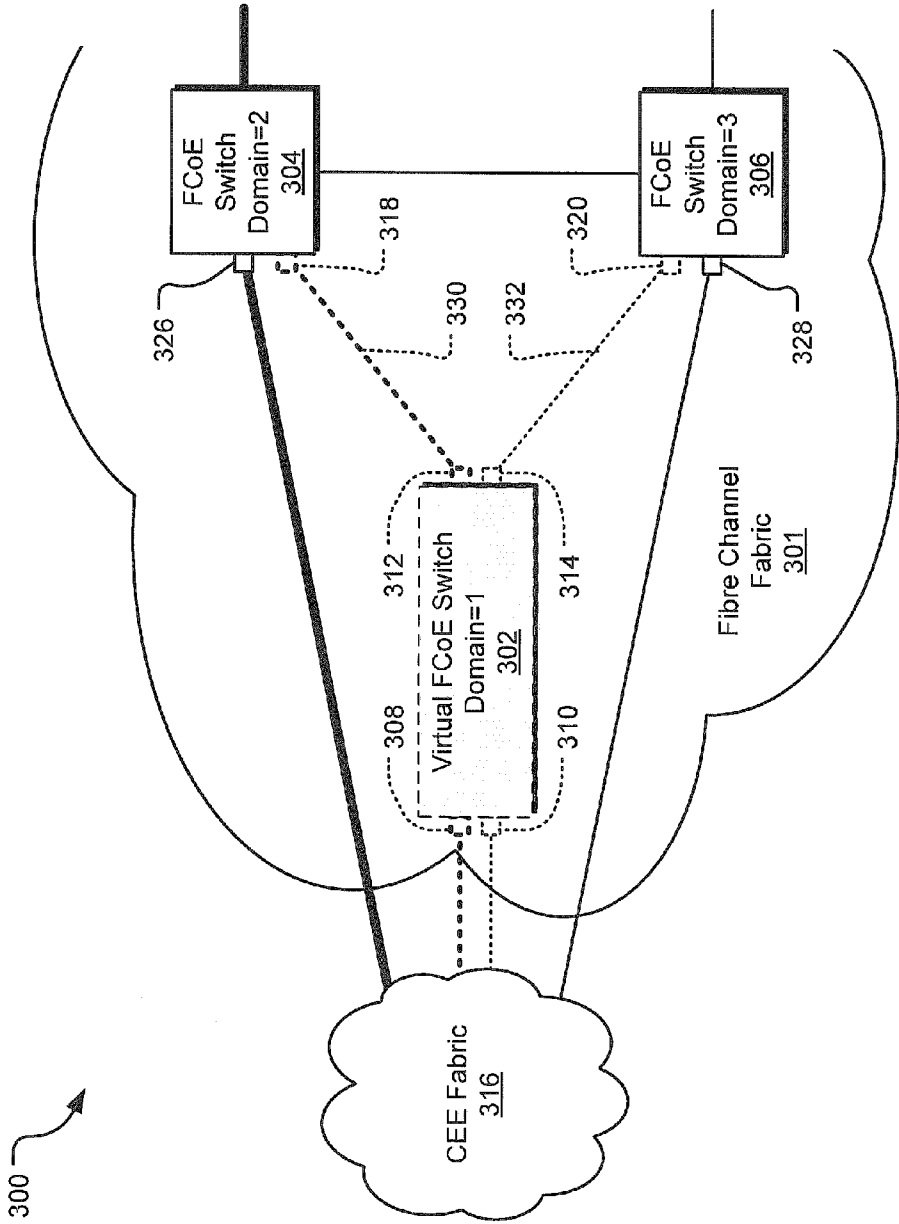 300
CEE Fabric
316
308
310
Virtual FCoE Switch
Domain=1
302
312
314
326
FCoE
Switch
Domain=2
304
318
330
332
320
FCoE
Switch
Domain=3
306
328
Fibre Channel
Fabric
301